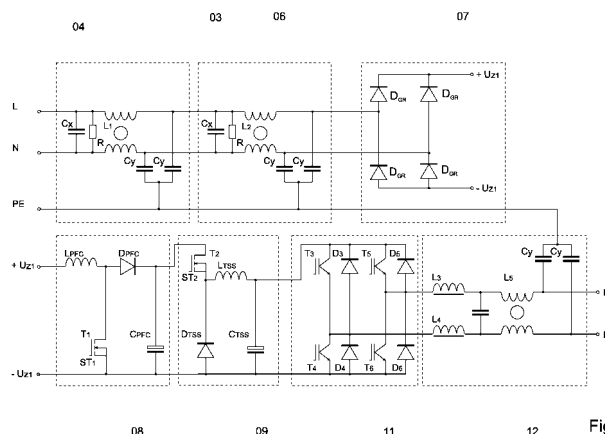 04 03 06 07
+ Uz1
DGR DGR
L
Cx L1 Cx L2
R R
N
Cy Cy Cy Cy
DGR DGR
- Uz1
PE
LPFC DPFC T2 T3 D3 T5 D5 Cy Cy
+ Uz1
ST2 LTSS
L3 L5
T1 CPFC DTSS CTSS L4
ST1 T4 D4 T6 D6
- Uz1
08 09 11 12